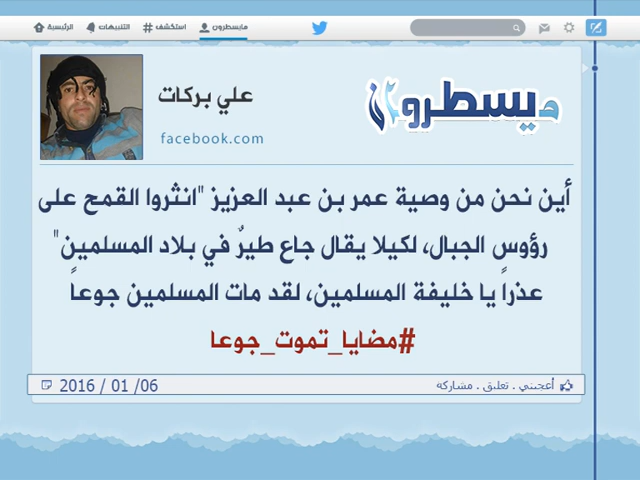 مايسطرون استكشف التنبيهات الرئيسية
مايسطرون
علي بركات
facebook.com
أين نحن من وصية عمر بن عبد العزيز "انثروا القمح على
رؤوس الجبال، لكيلا يقال جاع طيرٌ في بلاد المسلمين"
عذراً يا خليفة المسلمين، لقد مات المسلمين جوعاً
#مضايا_تموت_جوعا
أعجبني . تعليق . مشاركه
2016 / 01 /06